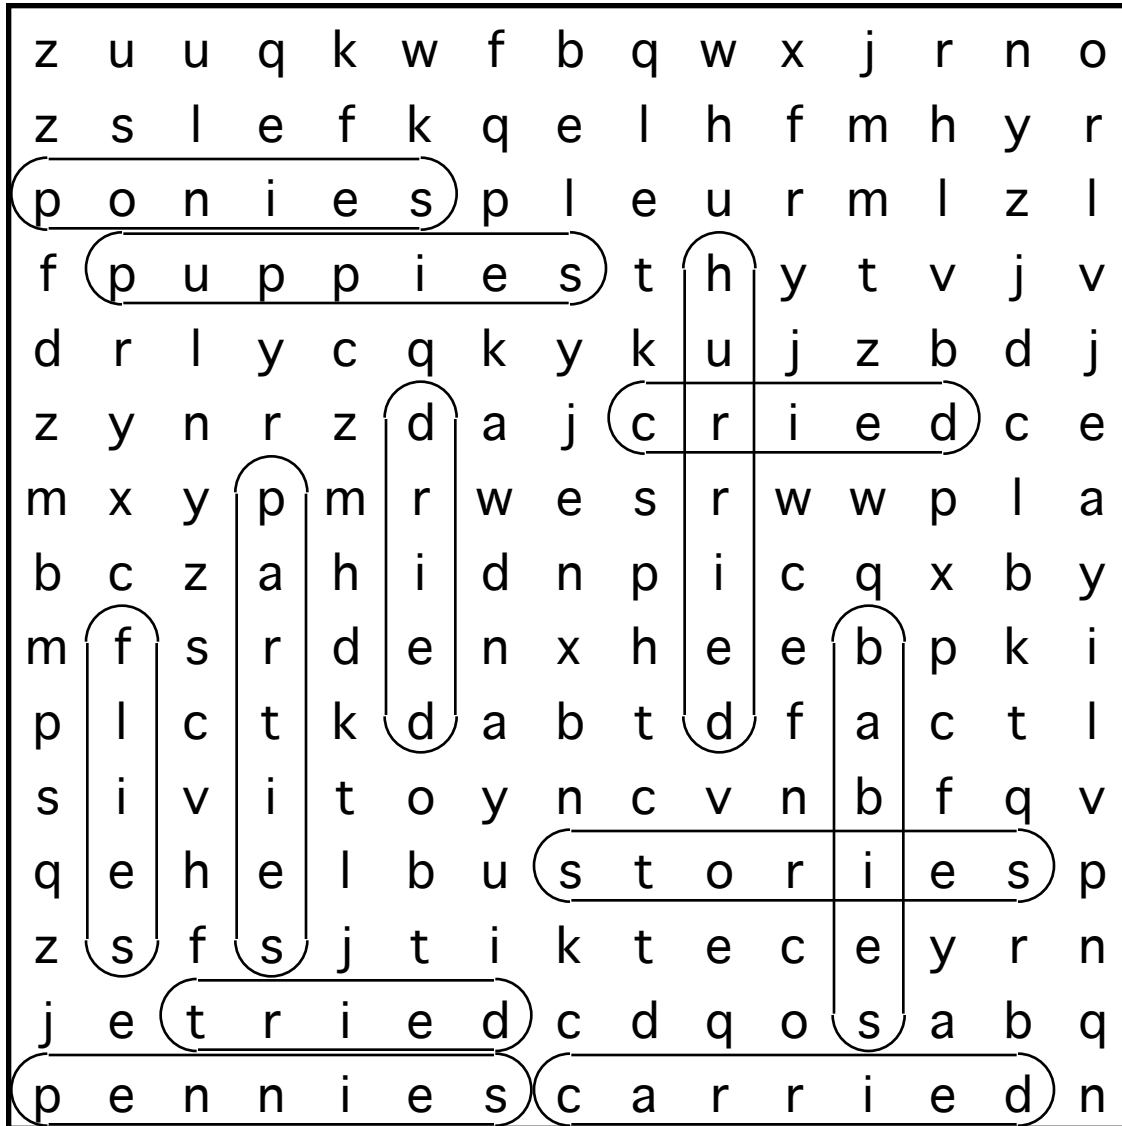 z u u q k w f b q w x j r n o
z s l e f k q e l h f m h y r
p o n i e s p l e u r m l z l
f p u p p i e s t h y t v j v
d r l y c q k y k u j z b d j
z y n r z d a j c r i e d c e
m x y p m r w e s r w w p l a
b c z a h i d n p i c q x b y
m f s r d e n x h e e b p k i
p l c t k d a b t d f a c t l
s i v i t o y n c v n b f q v
q e h e l b u s t o r i e s p
z s f s j t i k t e c e y r n
j e t r i e d c d q o s a b q
p e n n i e s c a r r i e d n